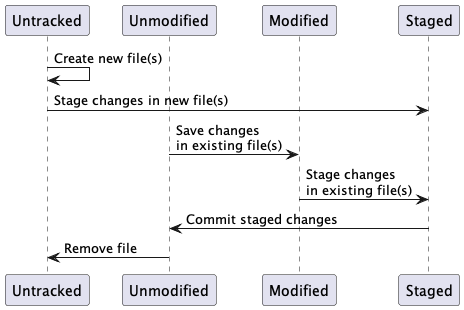 Untracked
Unmodified
Modified
Staged
Create new file(s)
Stage changes in new file(s)
Save changes
in existing file(s)
Stage changes
in existing file(s)
Commit staged changes
Remove file
Untracked
Unmodified
Modified
Staged